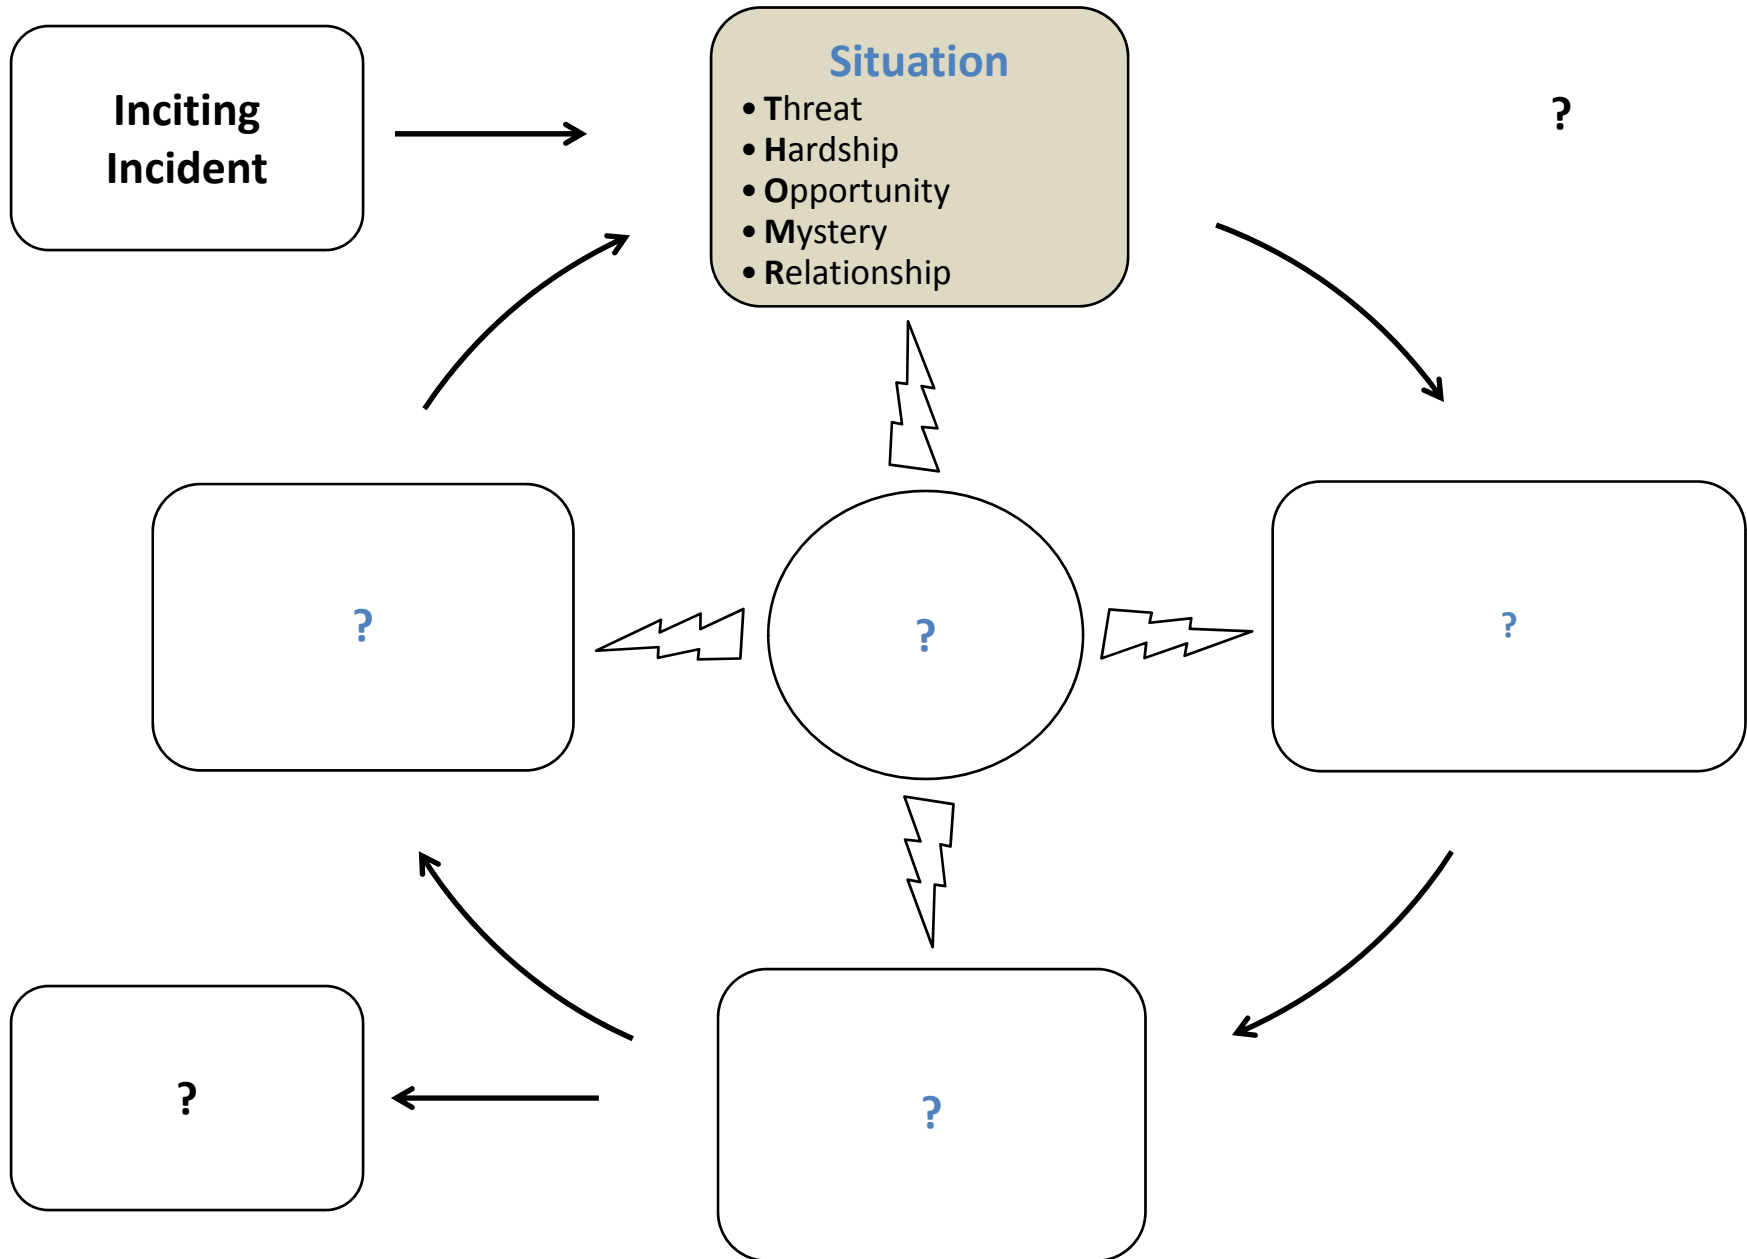 Inciting
Incident
Situation
• Threat
• Hardship
• Opportunity
• Mystery
• Relationship
?
?
?
?
?
?